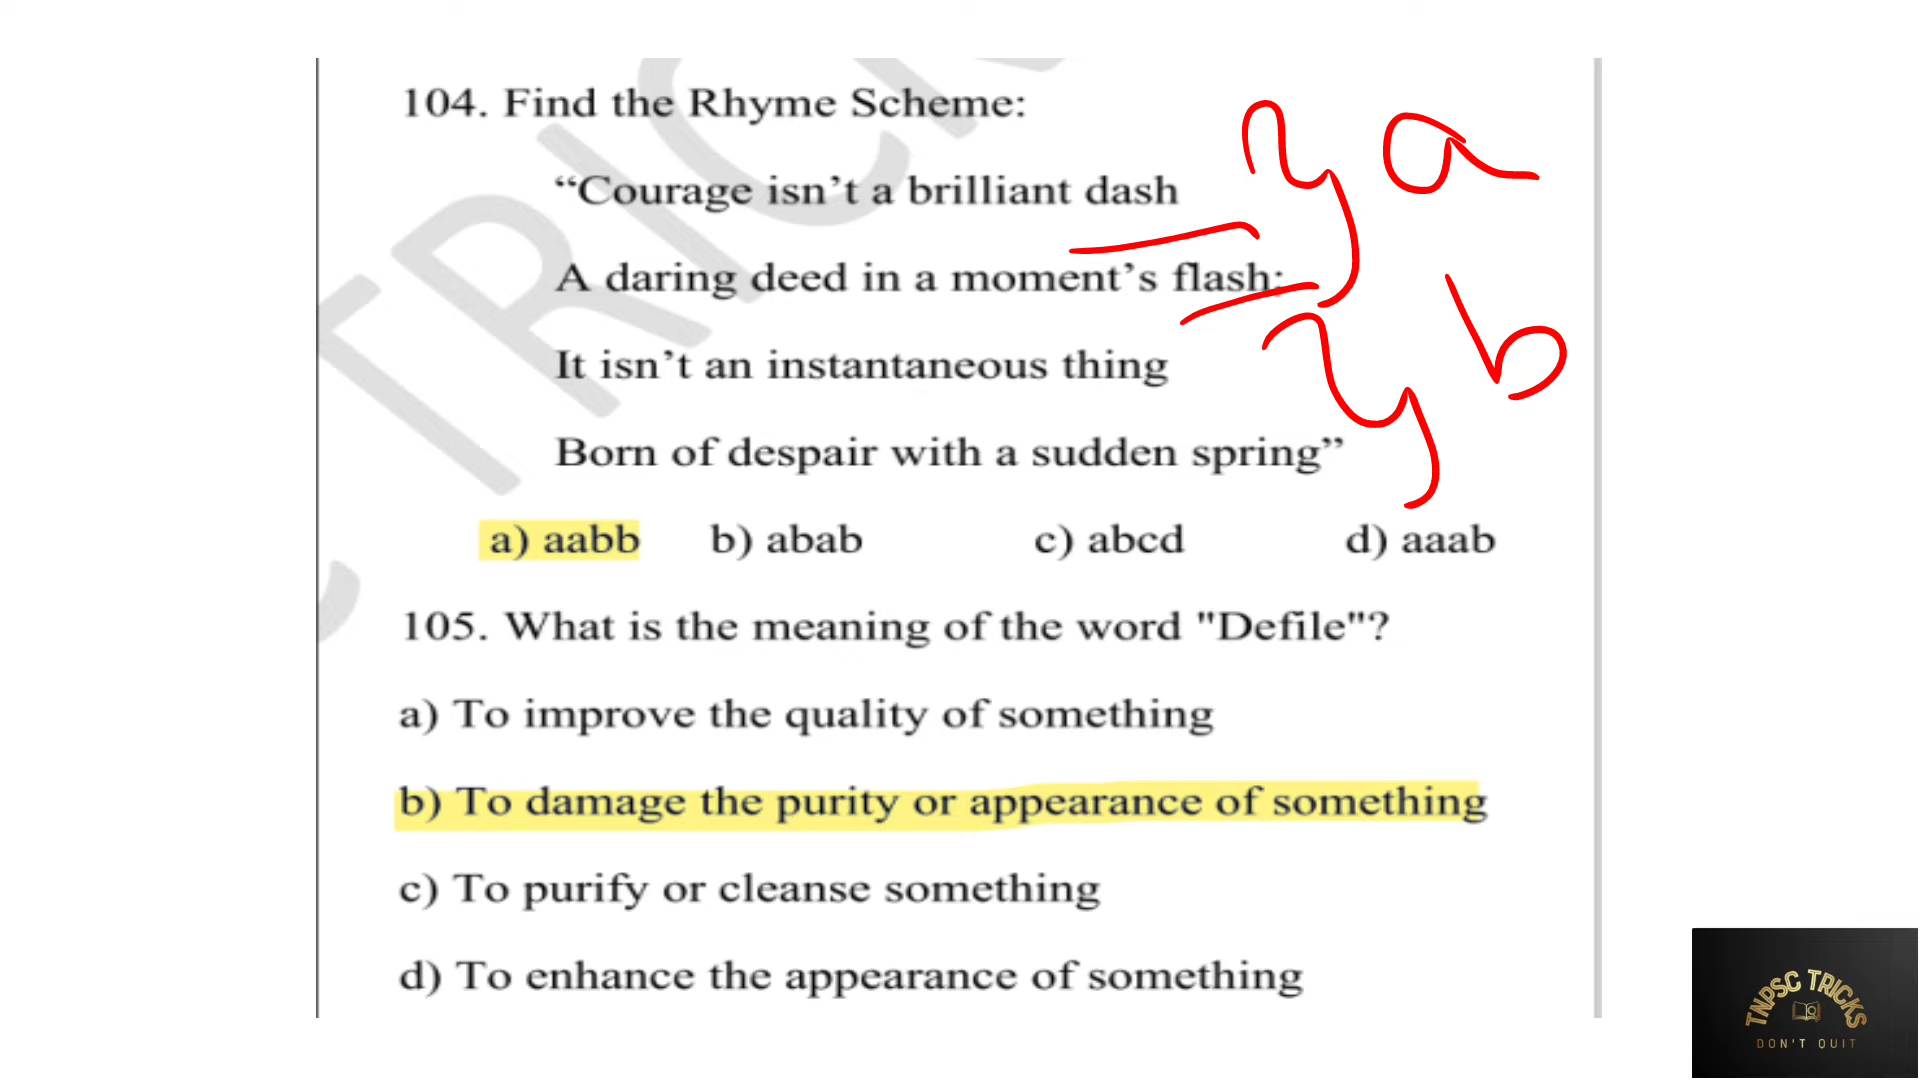 104. Find the Rhyme Scheme:
a
“Courage isn’t a brilliant dash
A daring deed in a moment’s flash:
b
It isn’t an instantaneous thing
Born of despair with a sudden spring”
a) aabb b) abab c) abcd d) aaab
105. What is the meaning of the word "Defile"?
a) To improve the quality of something
b) To damage the purity or appearance of something
c) To purify or cleanse something
d) To enhance the appearance of something
TNPSC TRICKS
DON'T QUIT